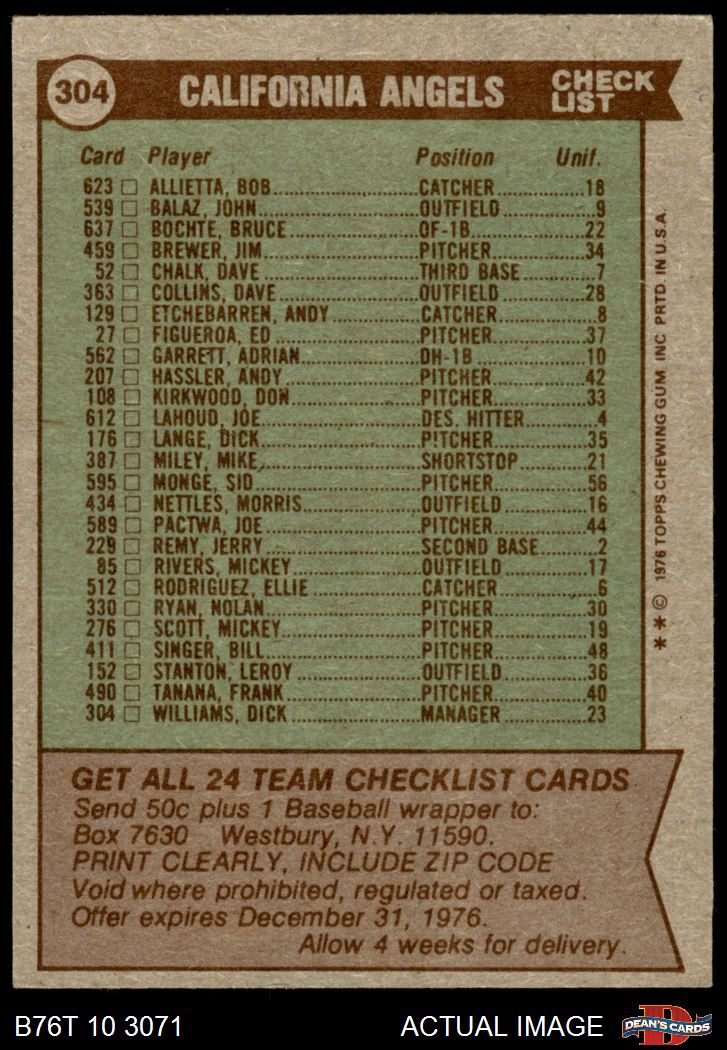 304 CALIFORNIA ANGELS CHECK LIST
Card Player Position Unif.
623 ALLIETTA, BOB CATCHER 18
539 BALAZ, JOHN OUTFIELD 9
637 BOCHTE, BRUCE OF-1B 22
459 BREWER, JIM PITCHER 34
52 CHALK, DAVE THIRD BASE 7
363 COLLINS, DAVE OUTFIELD 28
129 ETCHEBARREN, ANDY CATCHER 8
27 FIGUEROA, ED PITCHER 37
562 GARRETT, ADRIAN DH-1B 10
207 HASSLER, ANDY PITCHER 42
108 KIRKWOOD, DON PITCHER 33
612 LAHOUD, JOE DES. HITTER 4
176 LANGE, DICK PITCHER 35
387 MILEY, MIKE SHORTSTOP 21
595 MONGE, SID PITCHER 56
434 NETTLES, MORRIS OUTFIELD 16
589 PACTWA, JOE PITCHER 44
229 REMY, JERRY SECOND BASE 2
85 RIVERS, MICKEY OUTFIELD 17
512 RODRIGUEZ, ELLIE CATCHER 6
330 RYAN, NOLAN PITCHER 30
276 SCOTT, MICKEY PITCHER 19
411 SINGER, BILL PITCHER 48
152 STANTON, LEROY OUTFIELD 36
490 TANANA, FRANK PITCHER 40
304 WILLIAMS, DICK MANAGER 23
**© 1976 TOPPS CHEWING GUM INC PRTD. IN U.S.A.
GET ALL 24 TEAM CHECKLIST CARDS
Send 50c plus 1 Baseball wrapper to:
Box 7630 Westbury, N.Y. 11590.
PRINT CLEARLY, INCLUDE ZIP CODE
Void where prohibited, regulated or taxed.
Offer expires December 31, 1976.
Allow 4 weeks for delivery.
B76T 10 3071 ACTUAL IMAGE
D
DEAN'S CARDS